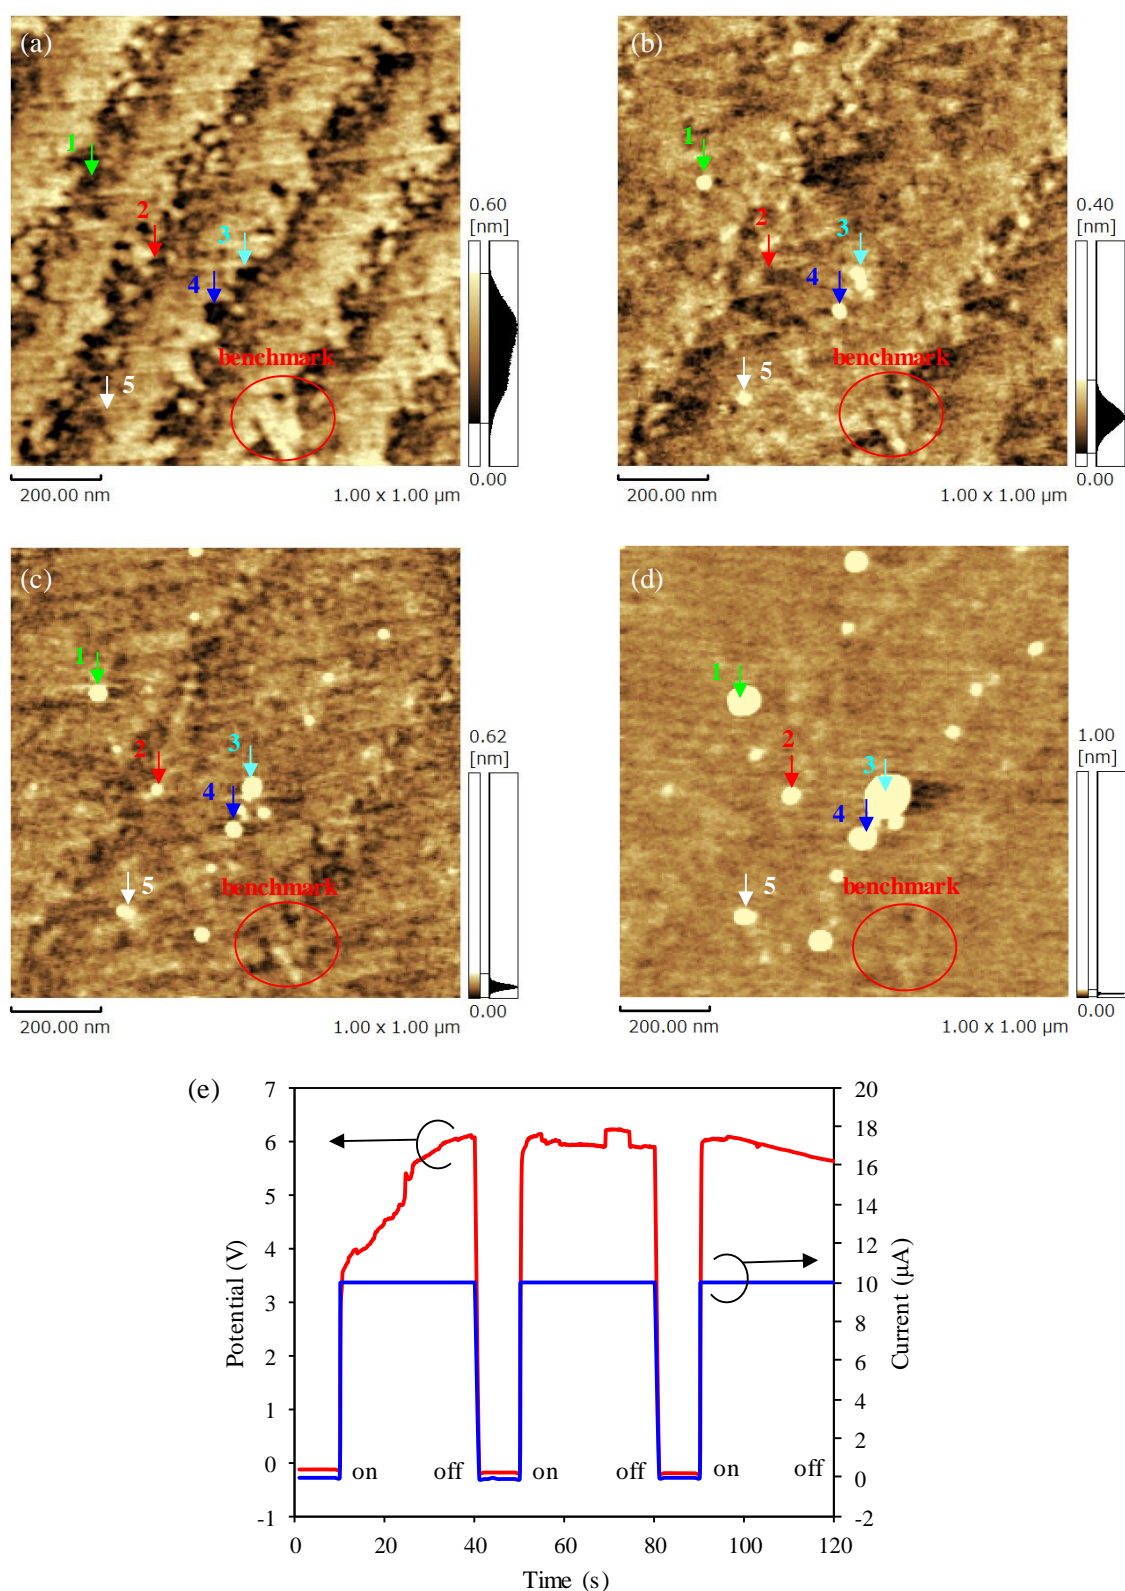 (a)
1
2
3
4
5
benchmark
0.60
[nm]
0.00
200.00 nm
1.00 x 1.00 μm
(b)
1
2
3
4
5
benchmark
0.40
[nm]
0.00
200.00 nm
1.00 x 1.00 μm
(c)
1
2
3
4
5
benchmark
0.62
[nm]
0.00
200.00 nm
1.00 x 1.00 μm
(d)
1
2
3
4
5
benchmark
1.00
[nm]
0.00
200.00 nm
1.00 x 1.00 μm
(e)
7
6
5
4
3
2
1
0
-1
Potential (V)
20
18
16
14
12
10
8
6
4
2
0
-2
Current (μA)
on off on off on off
0 20 40 60 80 100 120
Time (s)